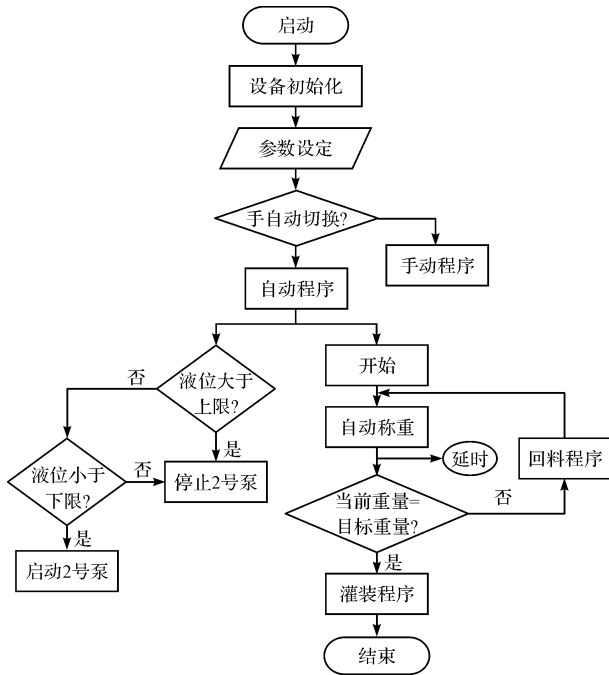 启动
设备初始化
参数设定
手自动切换?
手动程序
自动程序
液位大于
上限?
否
是
液位小于
下限?
否
是
停止2号泵
启动2号泵
开始
自动称重
延时
回料程序
当前重量=
目标重量?
否
是
灌装程序
结束